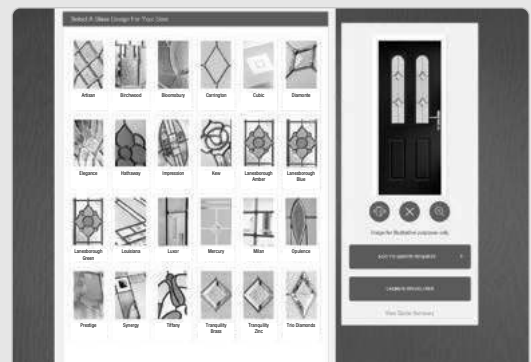 Select A Glass Design For Your Door
Artisan
Birchwood
Bloomsbury
Carrington
Cubic
Diamonte
Elegance
Hathaway
Impression
Kew
Lanesborough
Amber
Lanesborough
Blue
Lanesborough
Green
Louisiana
Luxor
Mercury
Milan
Opulence
Prestige
Synergy
Tiffany
Tranquility
Brass
Tranquility
Zinc
Trio Diamonds
Image for illustrative purposes only